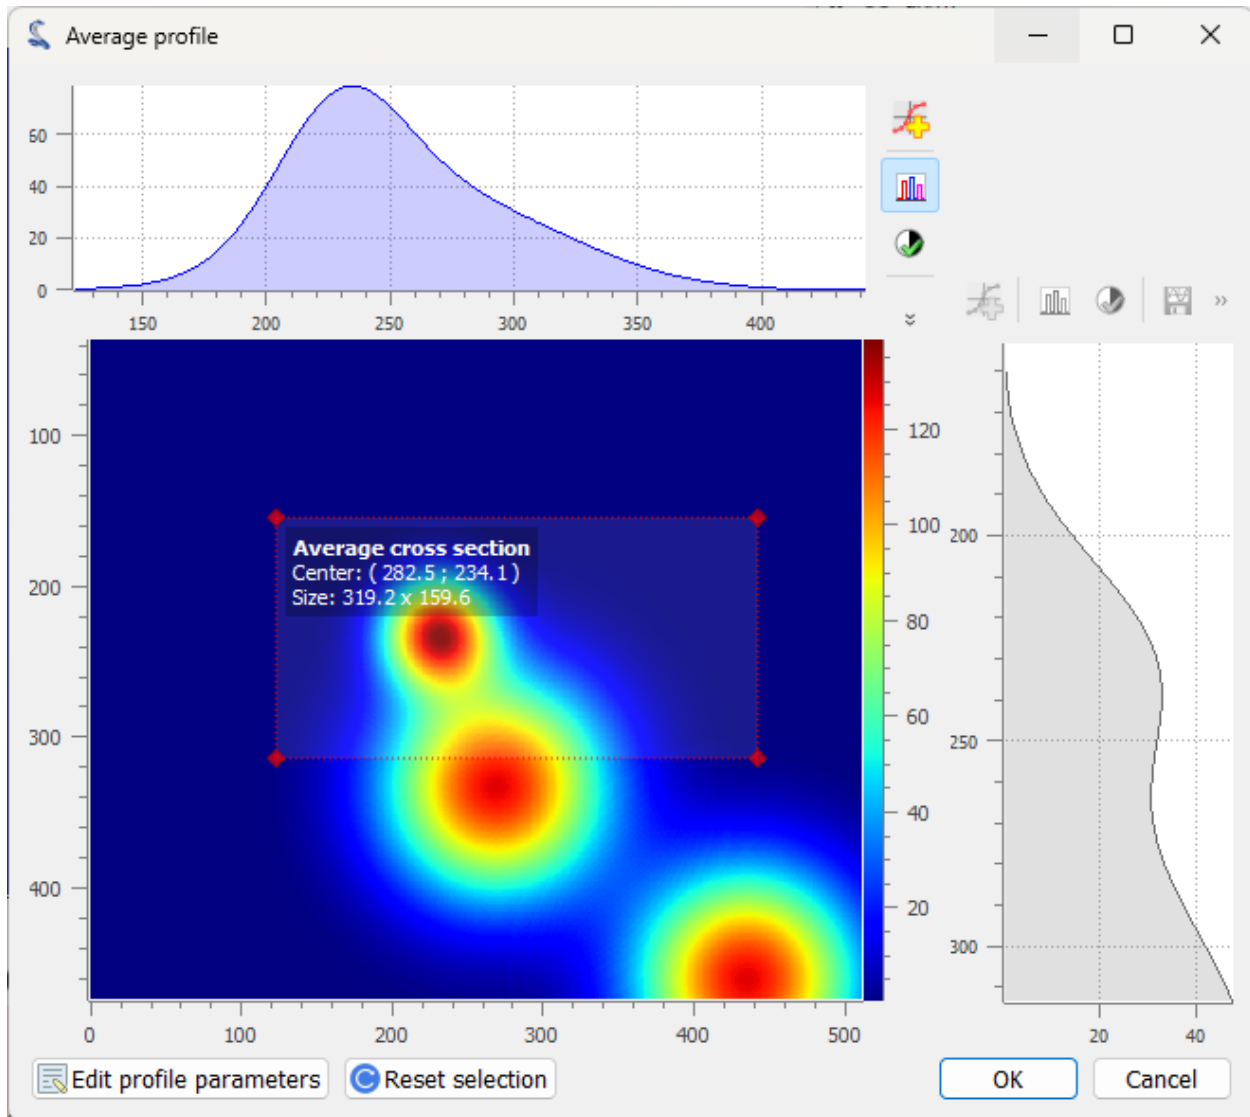 Average profile
60
40
20
0
150 200 250 300 350 400
»
»
100
200
300
400
0 100 200 300 400 500
Average cross section
Center: ( 282.5 ; 234.1 )
Size: 319.2 x 159.6
120
100
80
60
40
20
200
250
300
20 40
Edit profile parameters
Reset selection
OK
Cancel